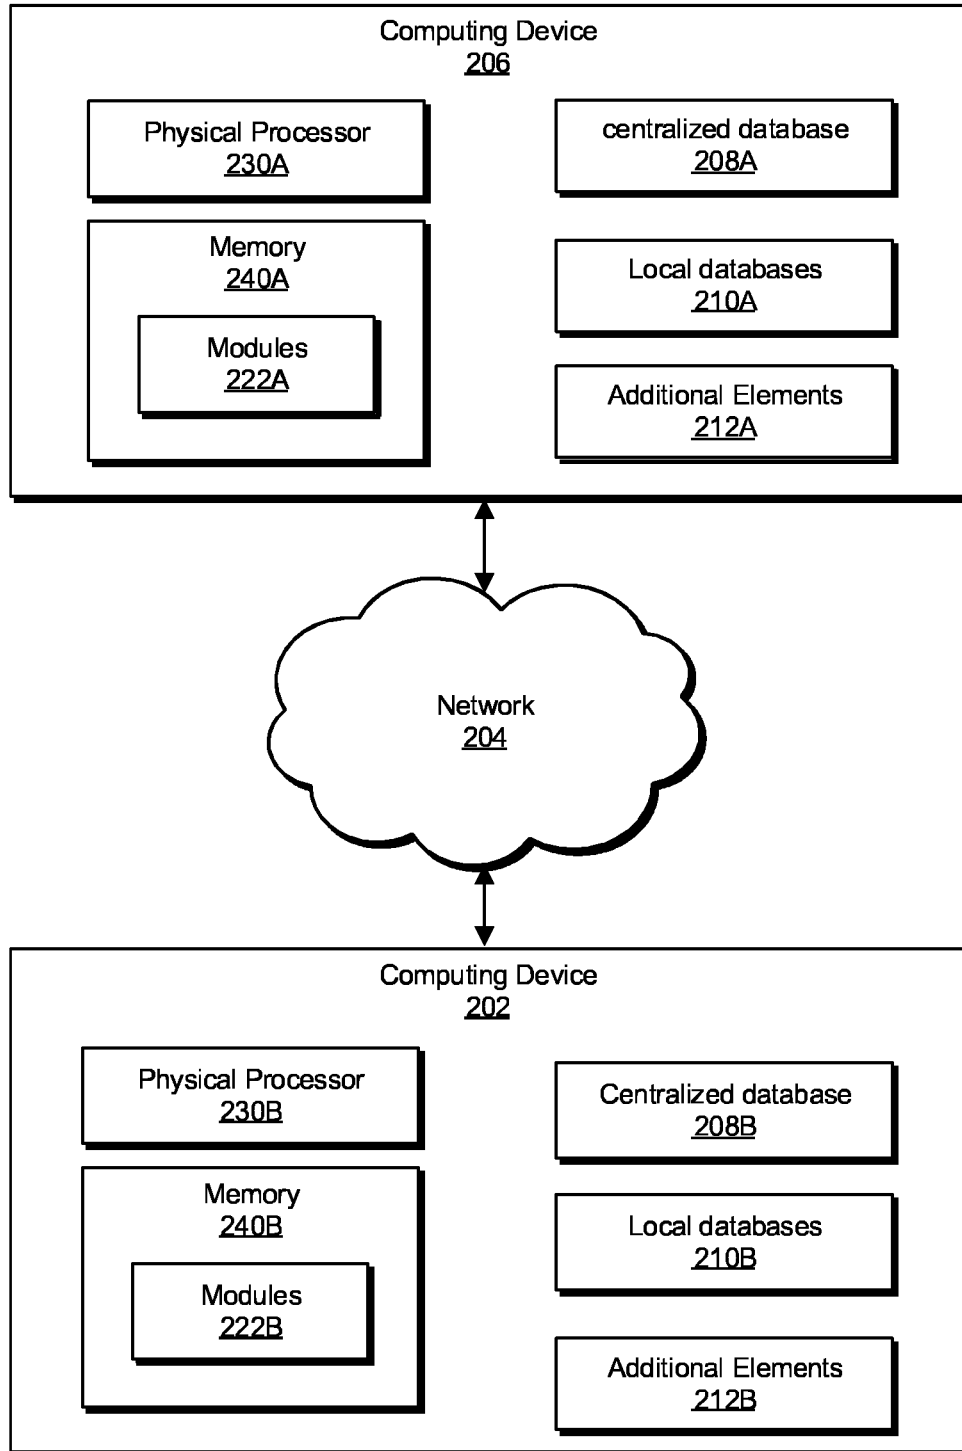 Computing Device
206
Physical Processor
230A
Memory
240A
Modules
222A
centralized database
208A
Local databases
210A
Additional Elements
212A
Network
204
Computing Device
202
Physical Processor
230B
Memory
240B
Modules
222B
Centralized database
208B
Local databases
210B
Additional Elements
212B